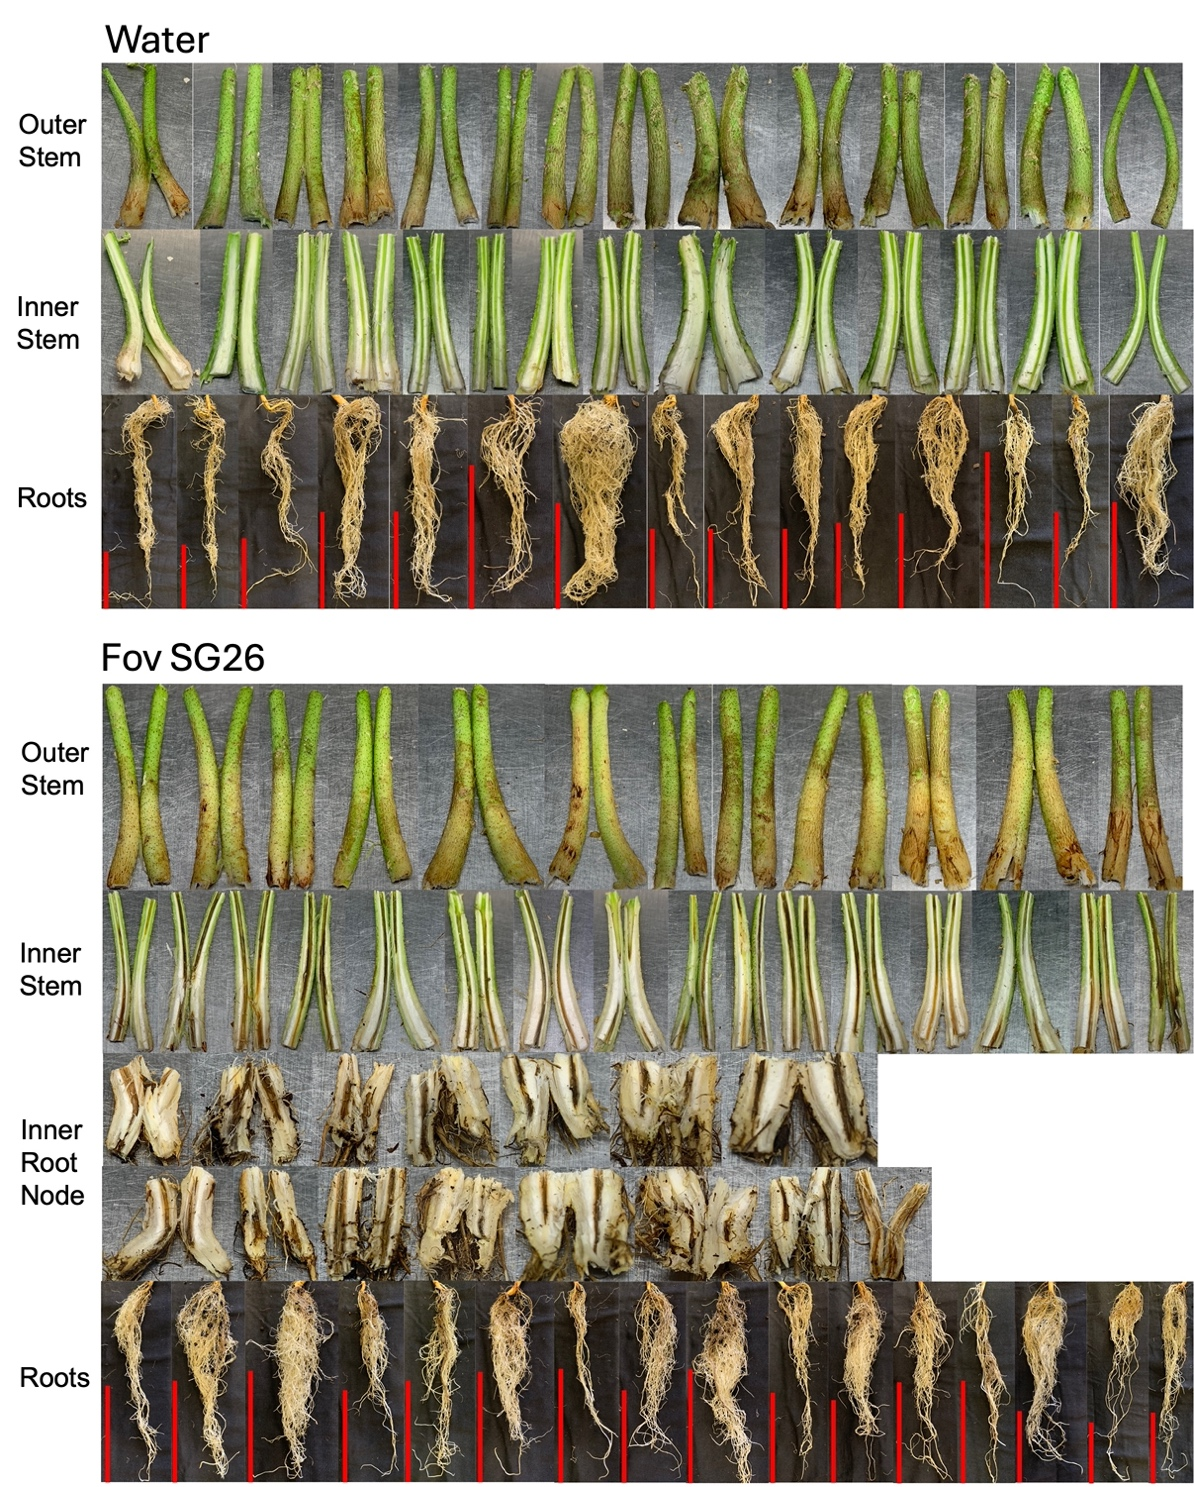 Water
Outer
Stem
Inner
Stem
Roots
Fov SG26
Outer
Stem
Inner
Stem
Inner
Root
Node
Roots